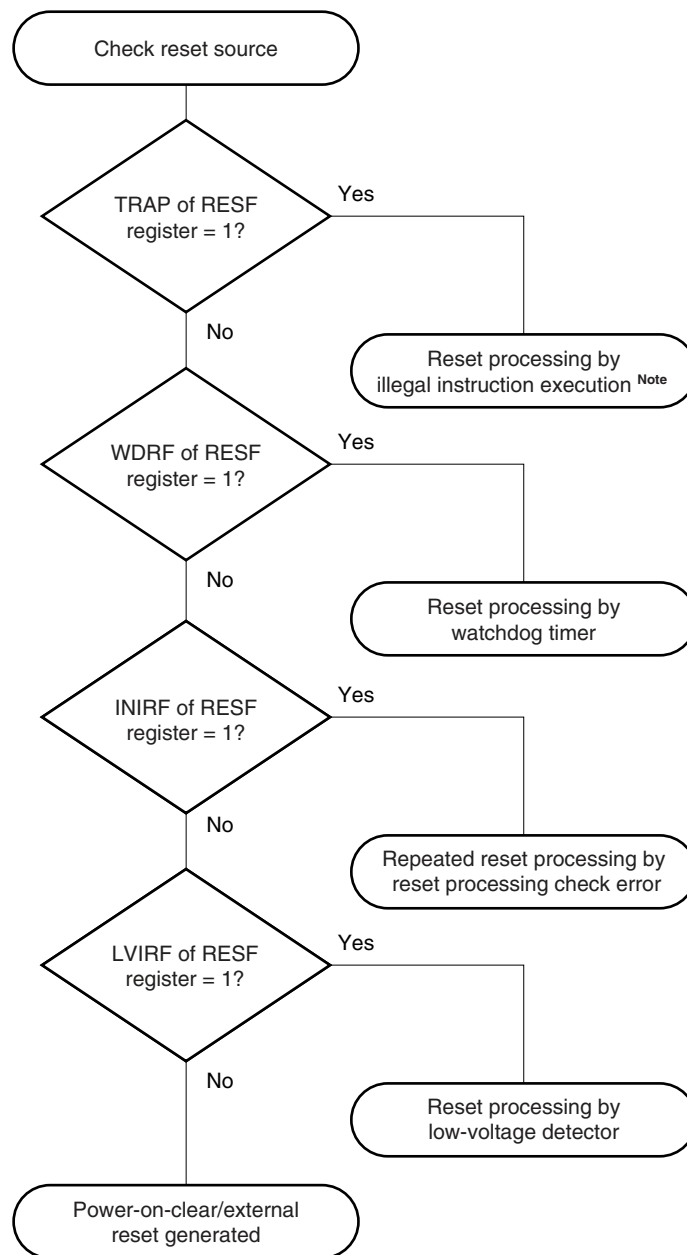 Check reset source
TRAP of RESF
register = 1?
Yes
No
Reset processing by
illegal instruction execution Note
WDRF of RESF
register = 1?
Yes
No
Reset processing by
watchdog timer
INIRF of RESF
register = 1?
Yes
No
Repeated reset processing by
reset processing check error
LVIRF of RESF
register = 1?
Yes
No
Reset processing by
low-voltage detector
Power-on-clear/external
reset generated